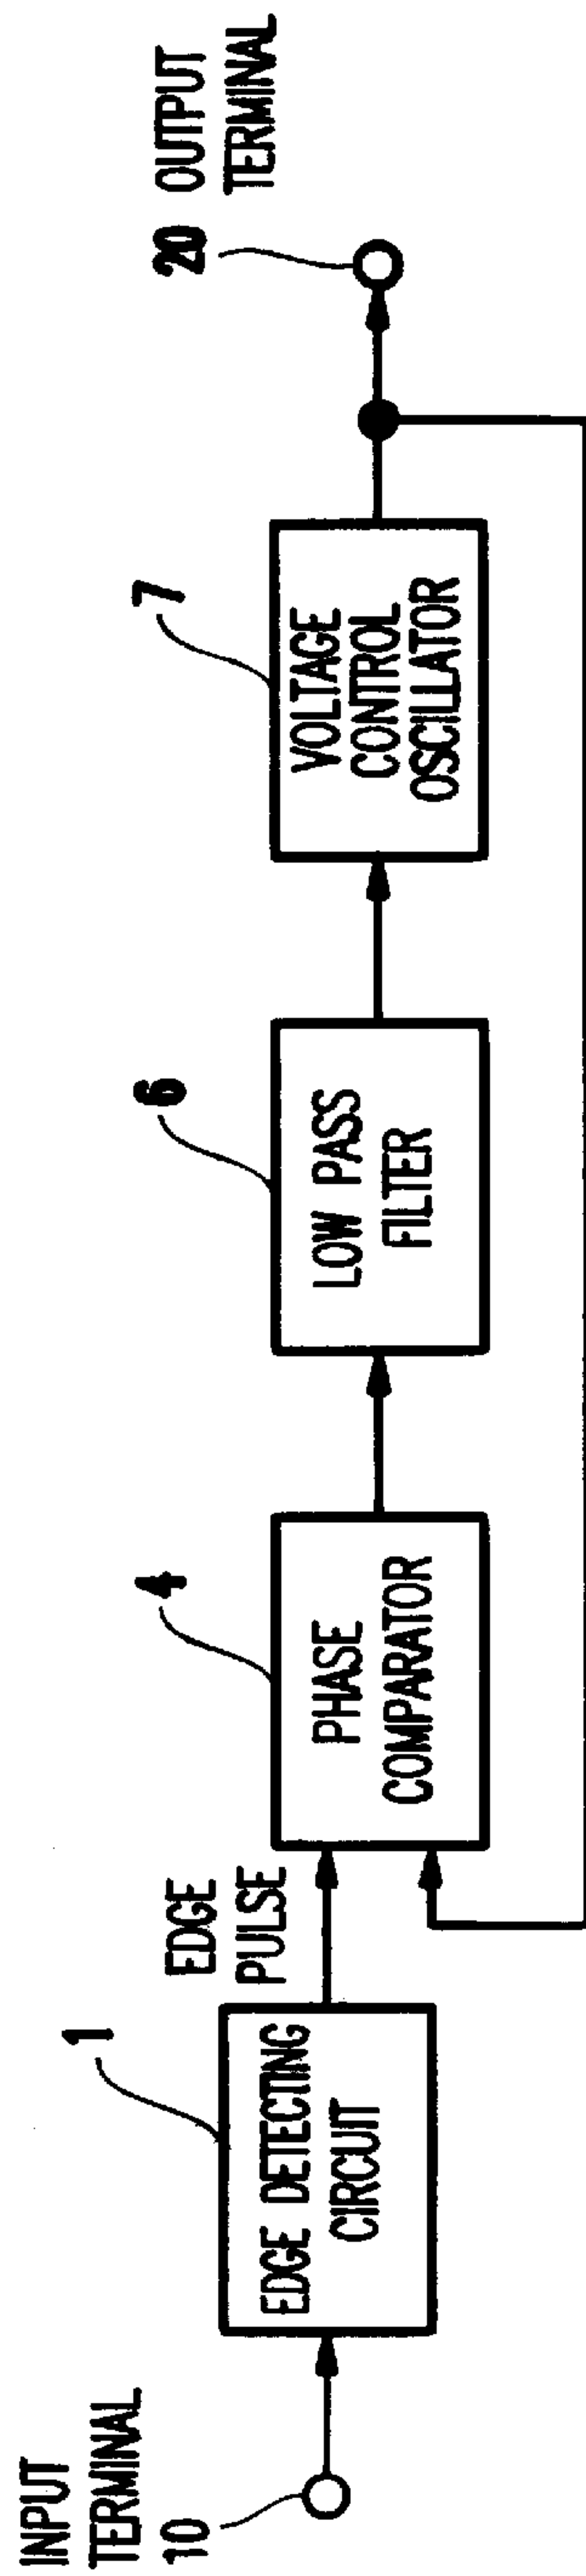 INPUT
TERMINAL
10
1
EDGE DETECTING
CIRCUIT
EDGE
PULSE
4
PHASE
COMPARATOR
6
LOW PASS
FILTER
7
VOLTAGE
CONTROL
OSCILLATOR
20 OUTPUT
TERMINAL